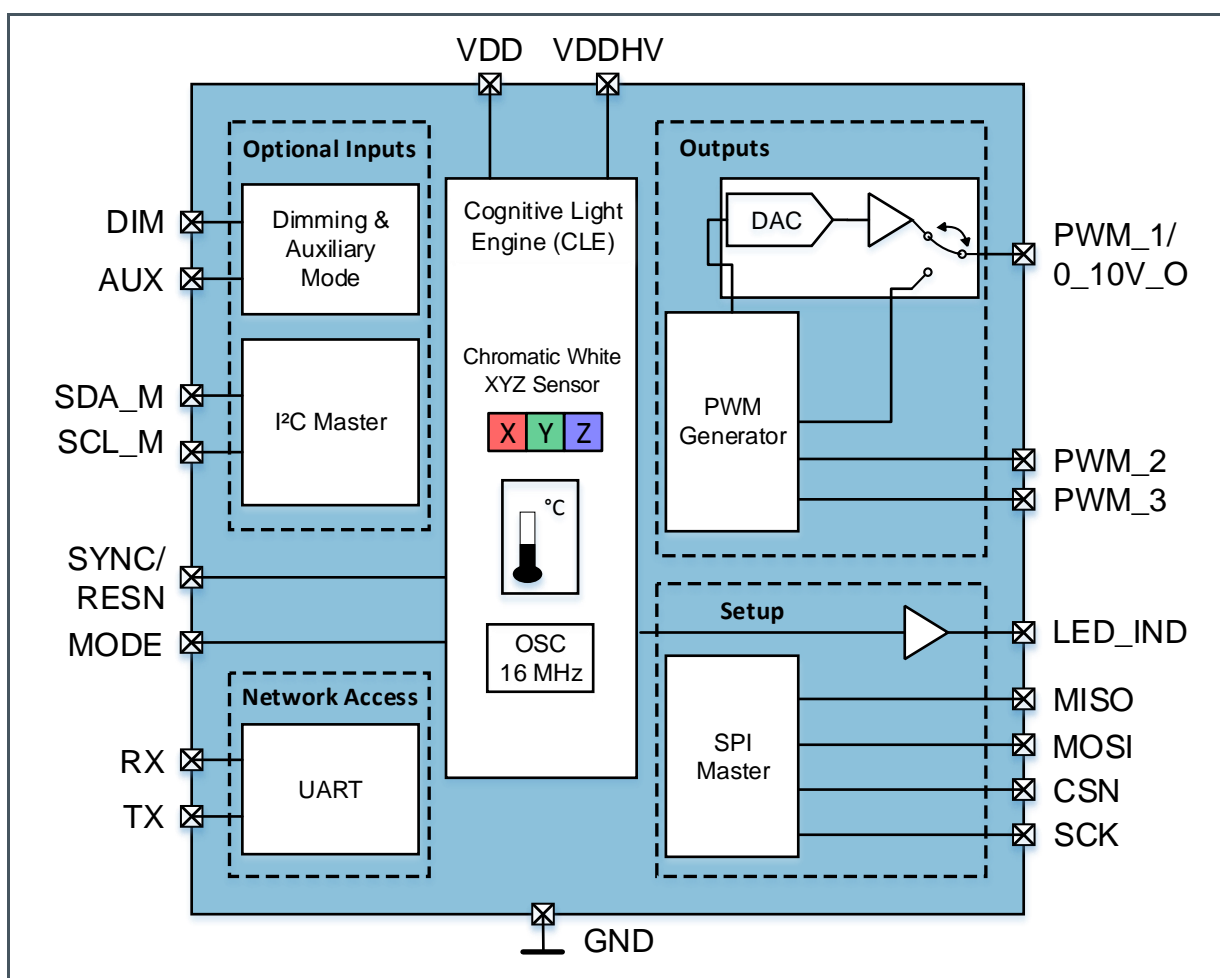 VDD VDDHV
Optional Inputs
Dimming &
Auxiliary
Mode
DIM
AUX
I²C Master
SDA_M
SCL_M
SYNC/
RESN
MODE
Network Access
UART
RX
TX
Cognitive Light
Engine (CLE)
Chromatic White
XYZ Sensor
X Y Z
°C
OSC
16 MHz
Outputs
DAC
PWM
Generator
PWM_1/
0_10V_O
PWM_2
PWM_3
Setup
LED_IND
SPI
Master
MISO
MOSI
CSN
SCK
GND